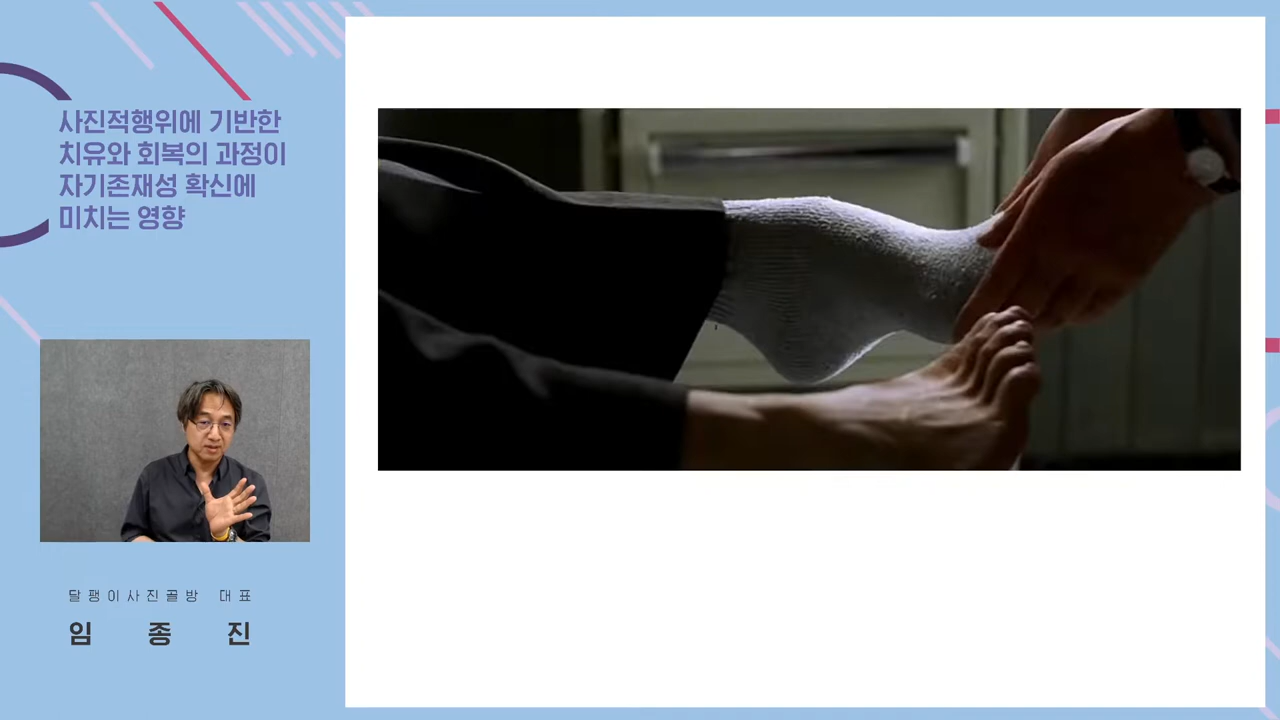 사진적행위에 기반한
치유와 회복의 과정이
자기존재성 확신에
미치는 영향
달팽이사진골방 대표
임종진